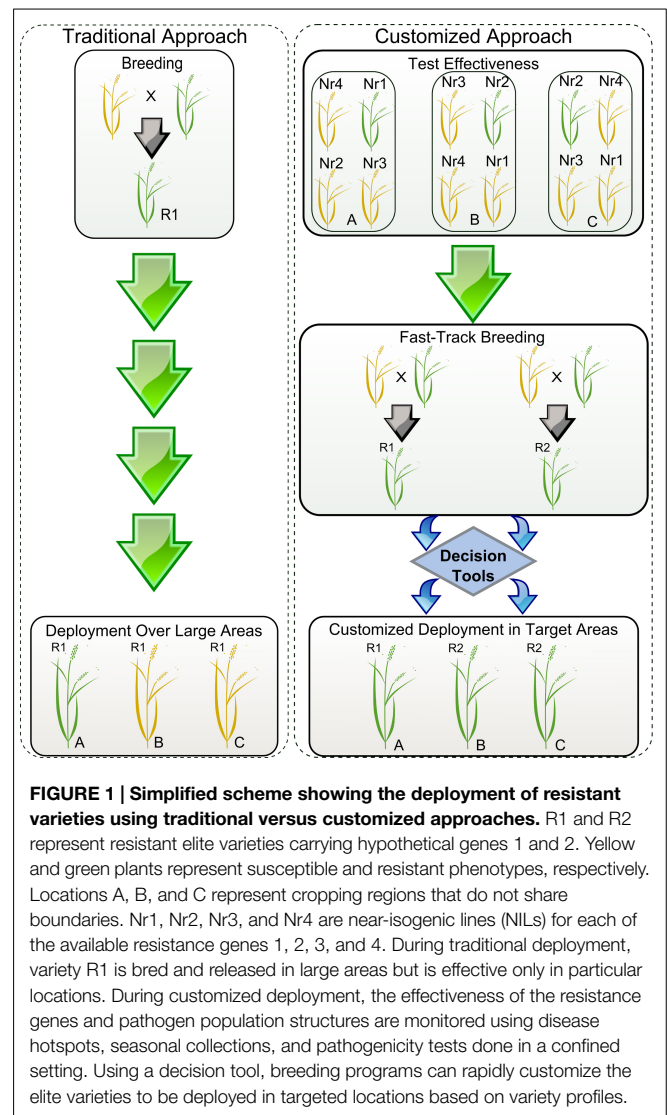 Traditional Approach
Breeding
X
R1
Deployment Over Large Areas
R1 R1 R1
A B C
Customized Approach
Test Effectiveness
Nr4 Nr1 Nr3 Nr2 Nr2 Nr4
Nr2 Nr3 Nr4 Nr1 Nr3 Nr1
A B C
Fast-Track Breeding
X X
R1 R2
Decision
Tools
Customized Deployment in Target Areas
R1 R2 R2
A B C
FIGURE 1 | Simplified scheme showing the deployment of resistant
varieties using traditional versus customized approaches. R1 and R2
represent resistant elite varieties carrying hypothetical genes 1 and 2. Yellow
and green plants represent susceptible and resistant phenotypes, respectively.
Locations A, B, and C represent cropping regions that do not share
boundaries. Nr1, Nr2, Nr3, and Nr4 are near-isogenic lines (NILs) for each of
the available resistance genes 1, 2, 3, and 4. During traditional deployment,
variety R1 is bred and released in large areas but is effective only in particular
locations. During customized deployment, the effectiveness of the resistance
genes and pathogen population structures are monitored using disease
hotspots, seasonal collections, and pathogenicity tests done in a confined
setting. Using a decision tool, breeding programs can rapidly customize the
elite varieties to be deployed in targeted locations based on variety profiles.